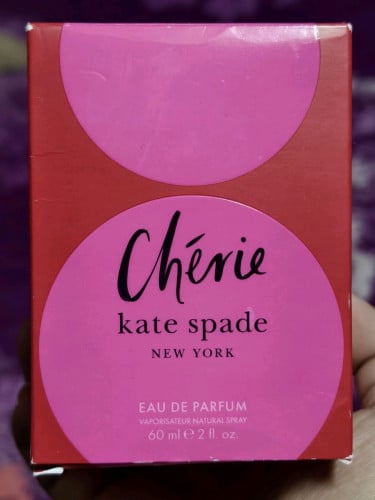 Chérie
kate spade
NEW YORK
EAU DE PARFUM
VAPORISATEUR NATURAL SPRAY
60 ml ℮ 2 fl. oz.